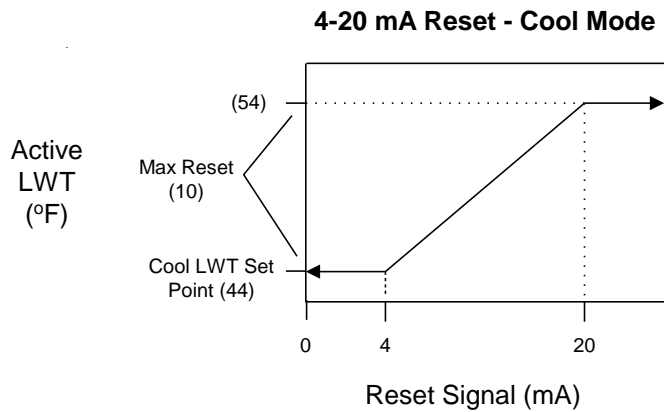 4-20 mA Reset - Cool Mode
(54)
Active
LWT
(ºF)
Max Reset
(10)
Cool LWT Set
Point (44)
0
4
20
Reset Signal (mA)